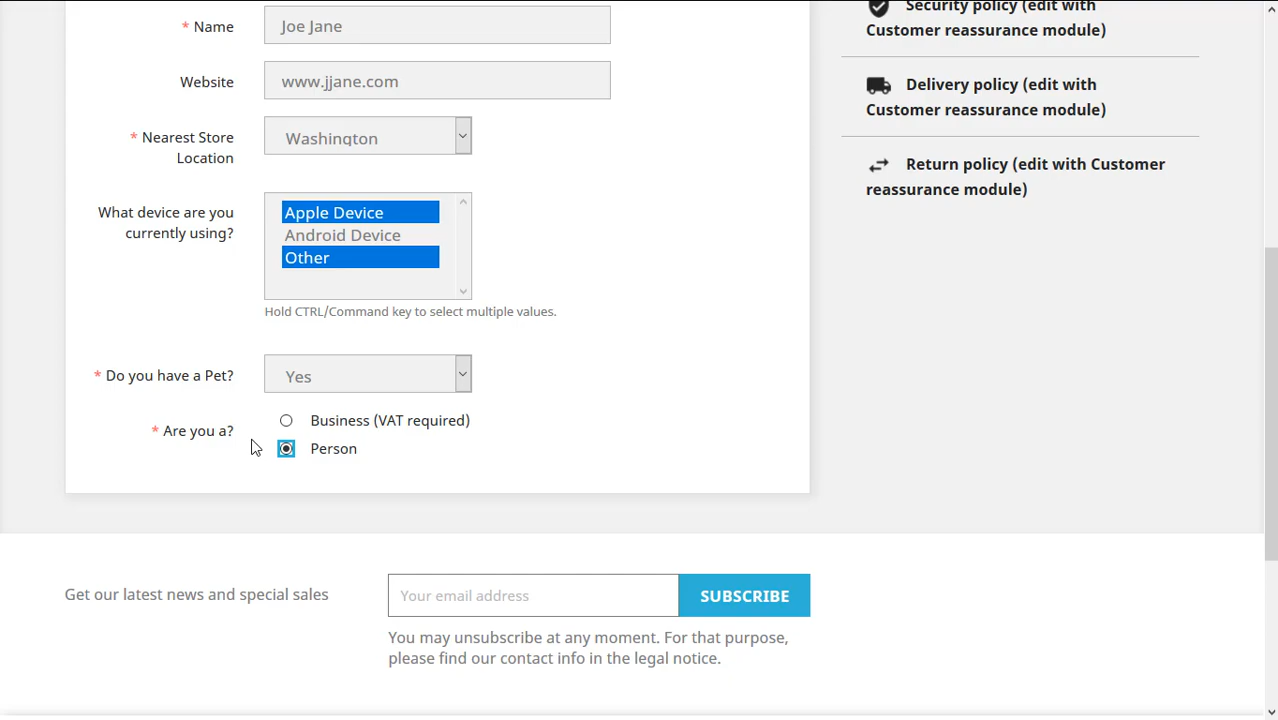 * Name
Joe Jane
Website
www.jjane.com
* Nearest Store
Location
Washington
What device are you
currently using?
Apple Device
Android Device
Other
Hold CTRL/Command key to select multiple values.
* Do you have a Pet?
Yes
* Are you a?
Business (VAT required)
Person
Security policy (edit with
Customer reassurance module)
Delivery policy (edit with
Customer reassurance module)
Return policy (edit with Customer
reassurance module)
Get our latest news and special sales
Your email address
SUBSCRIBE
You may unsubscribe at any moment. For that purpose,
please find our contact info in the legal notice.